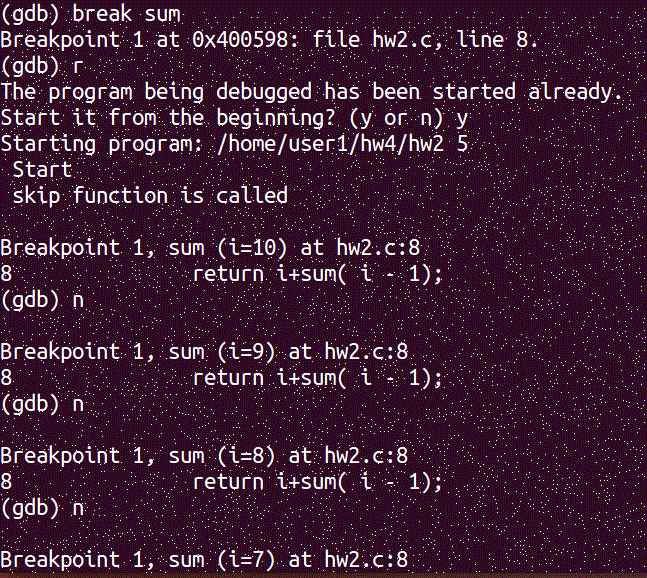 (gdb) break sum
Breakpoint 1 at 0x400598: file hw2.c, line 8.
(gdb) r
The program being debugged has been started already.
Start it from the beginning? (y or n) y
Starting program: /home/user1/hw4/hw2 5
 Start
 skip function is called

Breakpoint 1, sum (i=10) at hw2.c:8
8              return i+sum( i - 1);
(gdb) n

Breakpoint 1, sum (i=9) at hw2.c:8
8              return i+sum( i - 1);
(gdb) n

Breakpoint 1, sum (i=8) at hw2.c:8
8              return i+sum( i - 1);
(gdb) n

Breakpoint 1, sum (i=7) at hw2.c:8